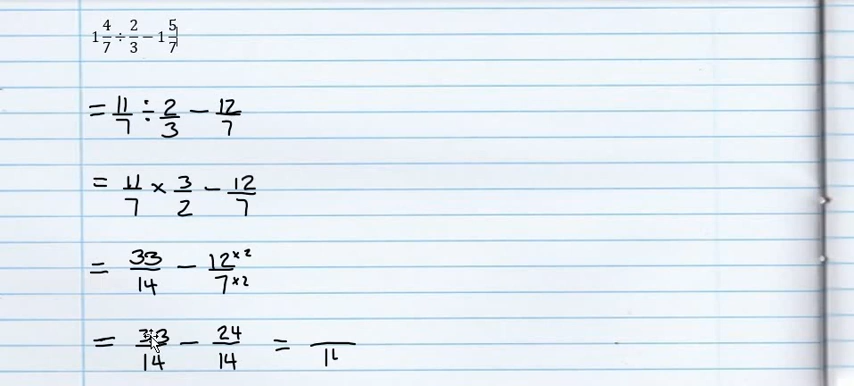 1 4/7 ÷ 2/3 − 1 5/7
= 11/7 ÷ 2/3 − 12/7
= 11/7 × 3/2 − 12/7
= 33/14 − 12×2/7×2
= 33/14 − 24/14 = /14